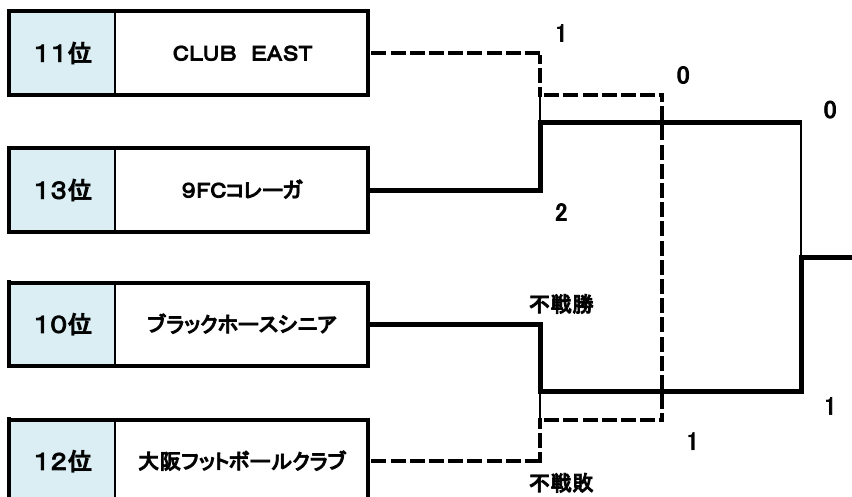 11位 CLUB EAST
1
0
0
13位 9FCコレーガ
2
10位 ブラックホースシニア
不戦勝
1
1
12位 大阪フットボールクラブ
不戦敗